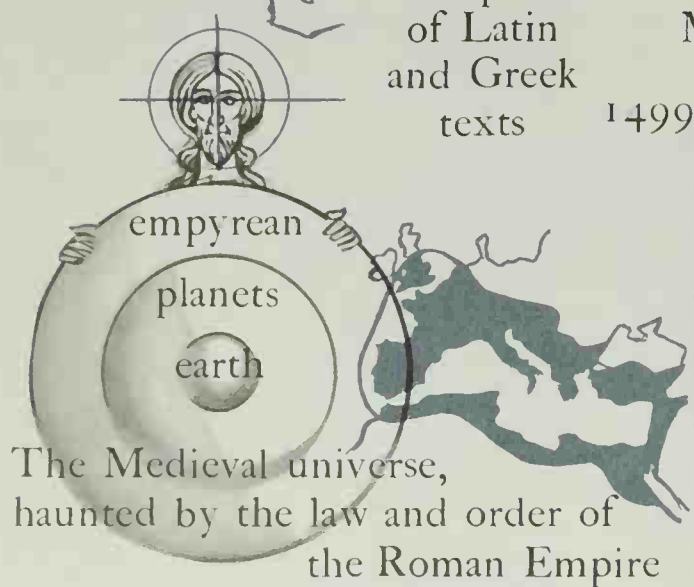 of Latin
and Greek
texts
1499
empyrean
planets
earth
The Medieval universe,
haunted by the law and order of
the Roman Empire